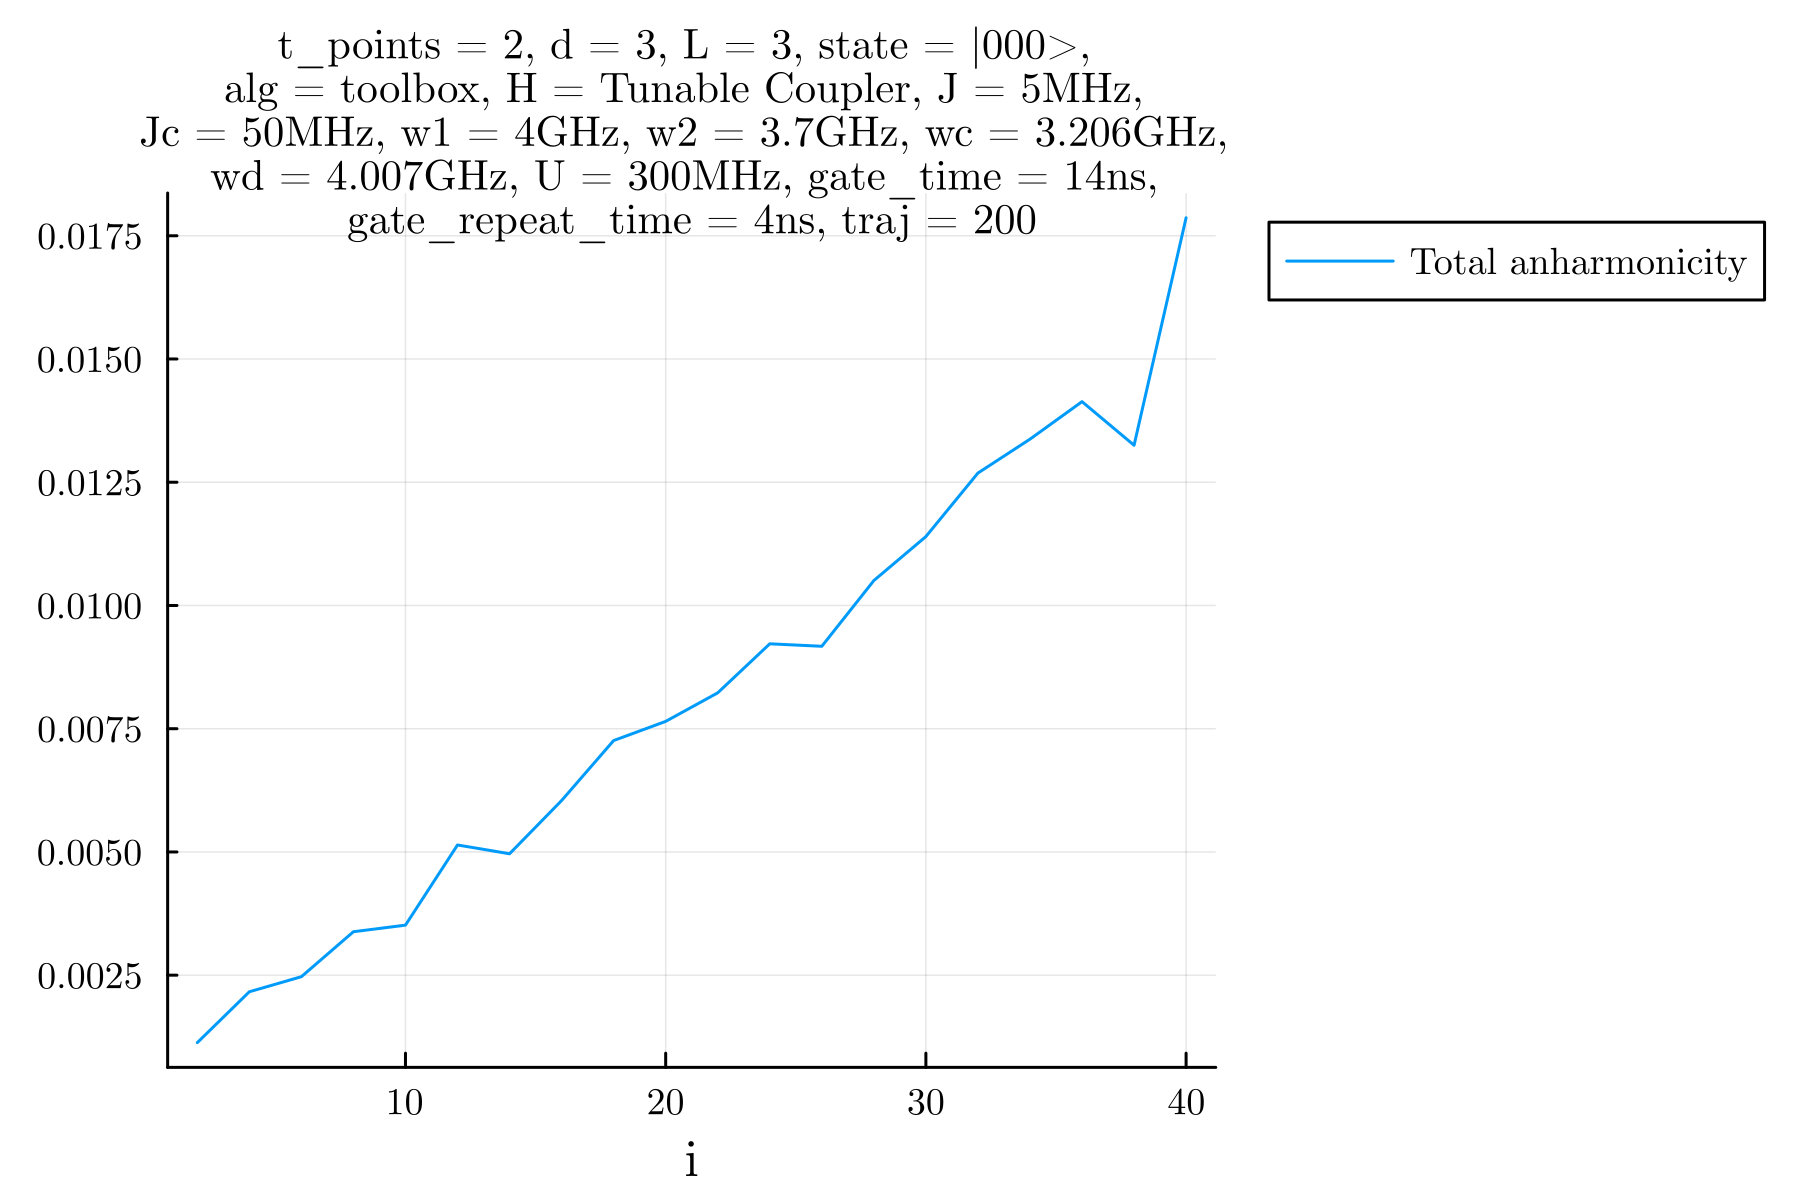 t_points = 2, d = 3, L = 3, state = |000>,
alg = toolbox, H = Tunable Coupler, J = 5MHz,
Jc = 50MHz, w1 = 4GHz, w2 = 3.7GHz, wc = 3.206GHz,
wd = 4.007GHz, U = 300MHz, gate_time = 14ns,
gate_repeat_time = 4ns, traj = 200
Total anharmonicity
0.0175
0.0150
0.0125
0.0100
0.0075
0.0050
0.0025
10 20 30 40
i